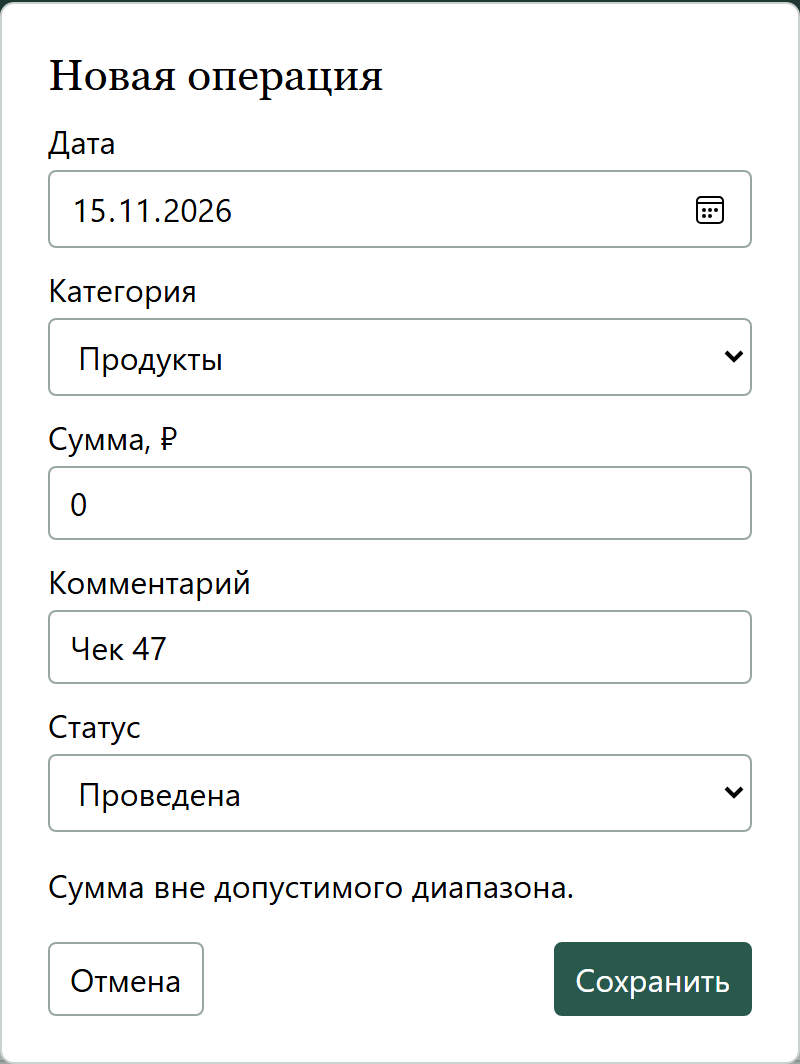 Новая операция
Дата
15.11.2026
Категория
Продукты
Сумма, ₽
0
Комментарий
Чек 47
Статус
Проведена
Сумма вне допустимого диапазона.
Отмена
Сохранить